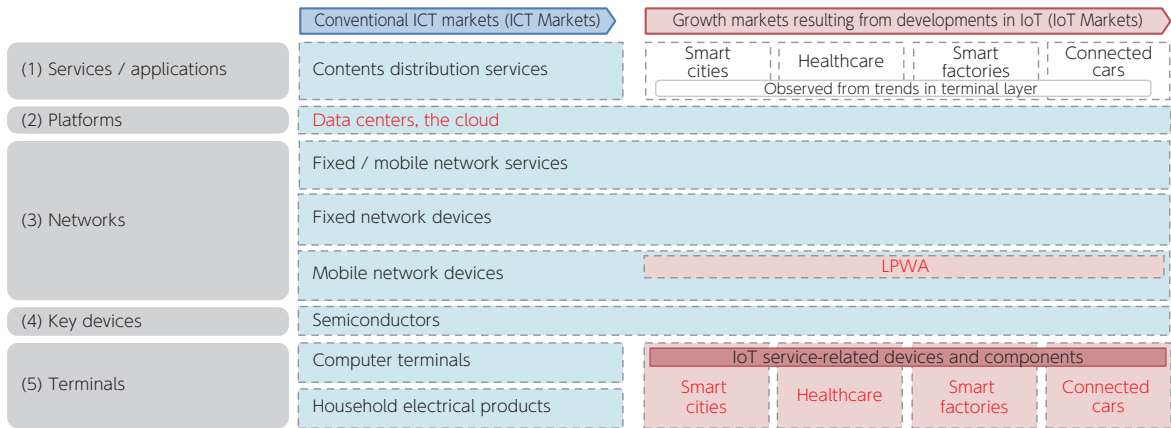 Conventional ICT markets (ICT Markets)
Growth markets resulting from developments in IoT (IoT Markets)
(1) Services / applications
Contents distribution services
Smart
cities
Healthcare
Smart
factories
Connected
cars
Observed from trends in terminal layer
(2) Platforms
Data centers, the cloud
(3) Networks
Fixed / mobile network services
Fixed network devices
Mobile network devices
LPWA
(4) Key devices
Semiconductors
(5) Terminals
Computer terminals
Household electrical products
IoT service-related devices and components
Smart
cities
Healthcare
Smart
factories
Connected
cars